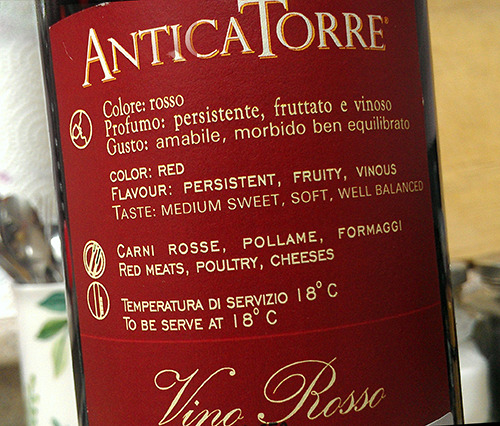 ANTICA TORRE
Colore: rosso
Profumo: persistente, fruttato e vinoso
Gusto: amabile, morbido ben equilibrato
COLOR: RED
FLAVOUR: PERSISTENT, FRUITY, VINOUS
TASTE: MEDIUM SWEET, SOFT, WELL BALANCED
CARNI ROSSE, POLLAME, FORMAGGI
RED MEATS, POULTRY, CHEESES
TEMPERATURA DI SERVIZIO 18° C
TO BE SERVE AT 18° C
Vino Rosso